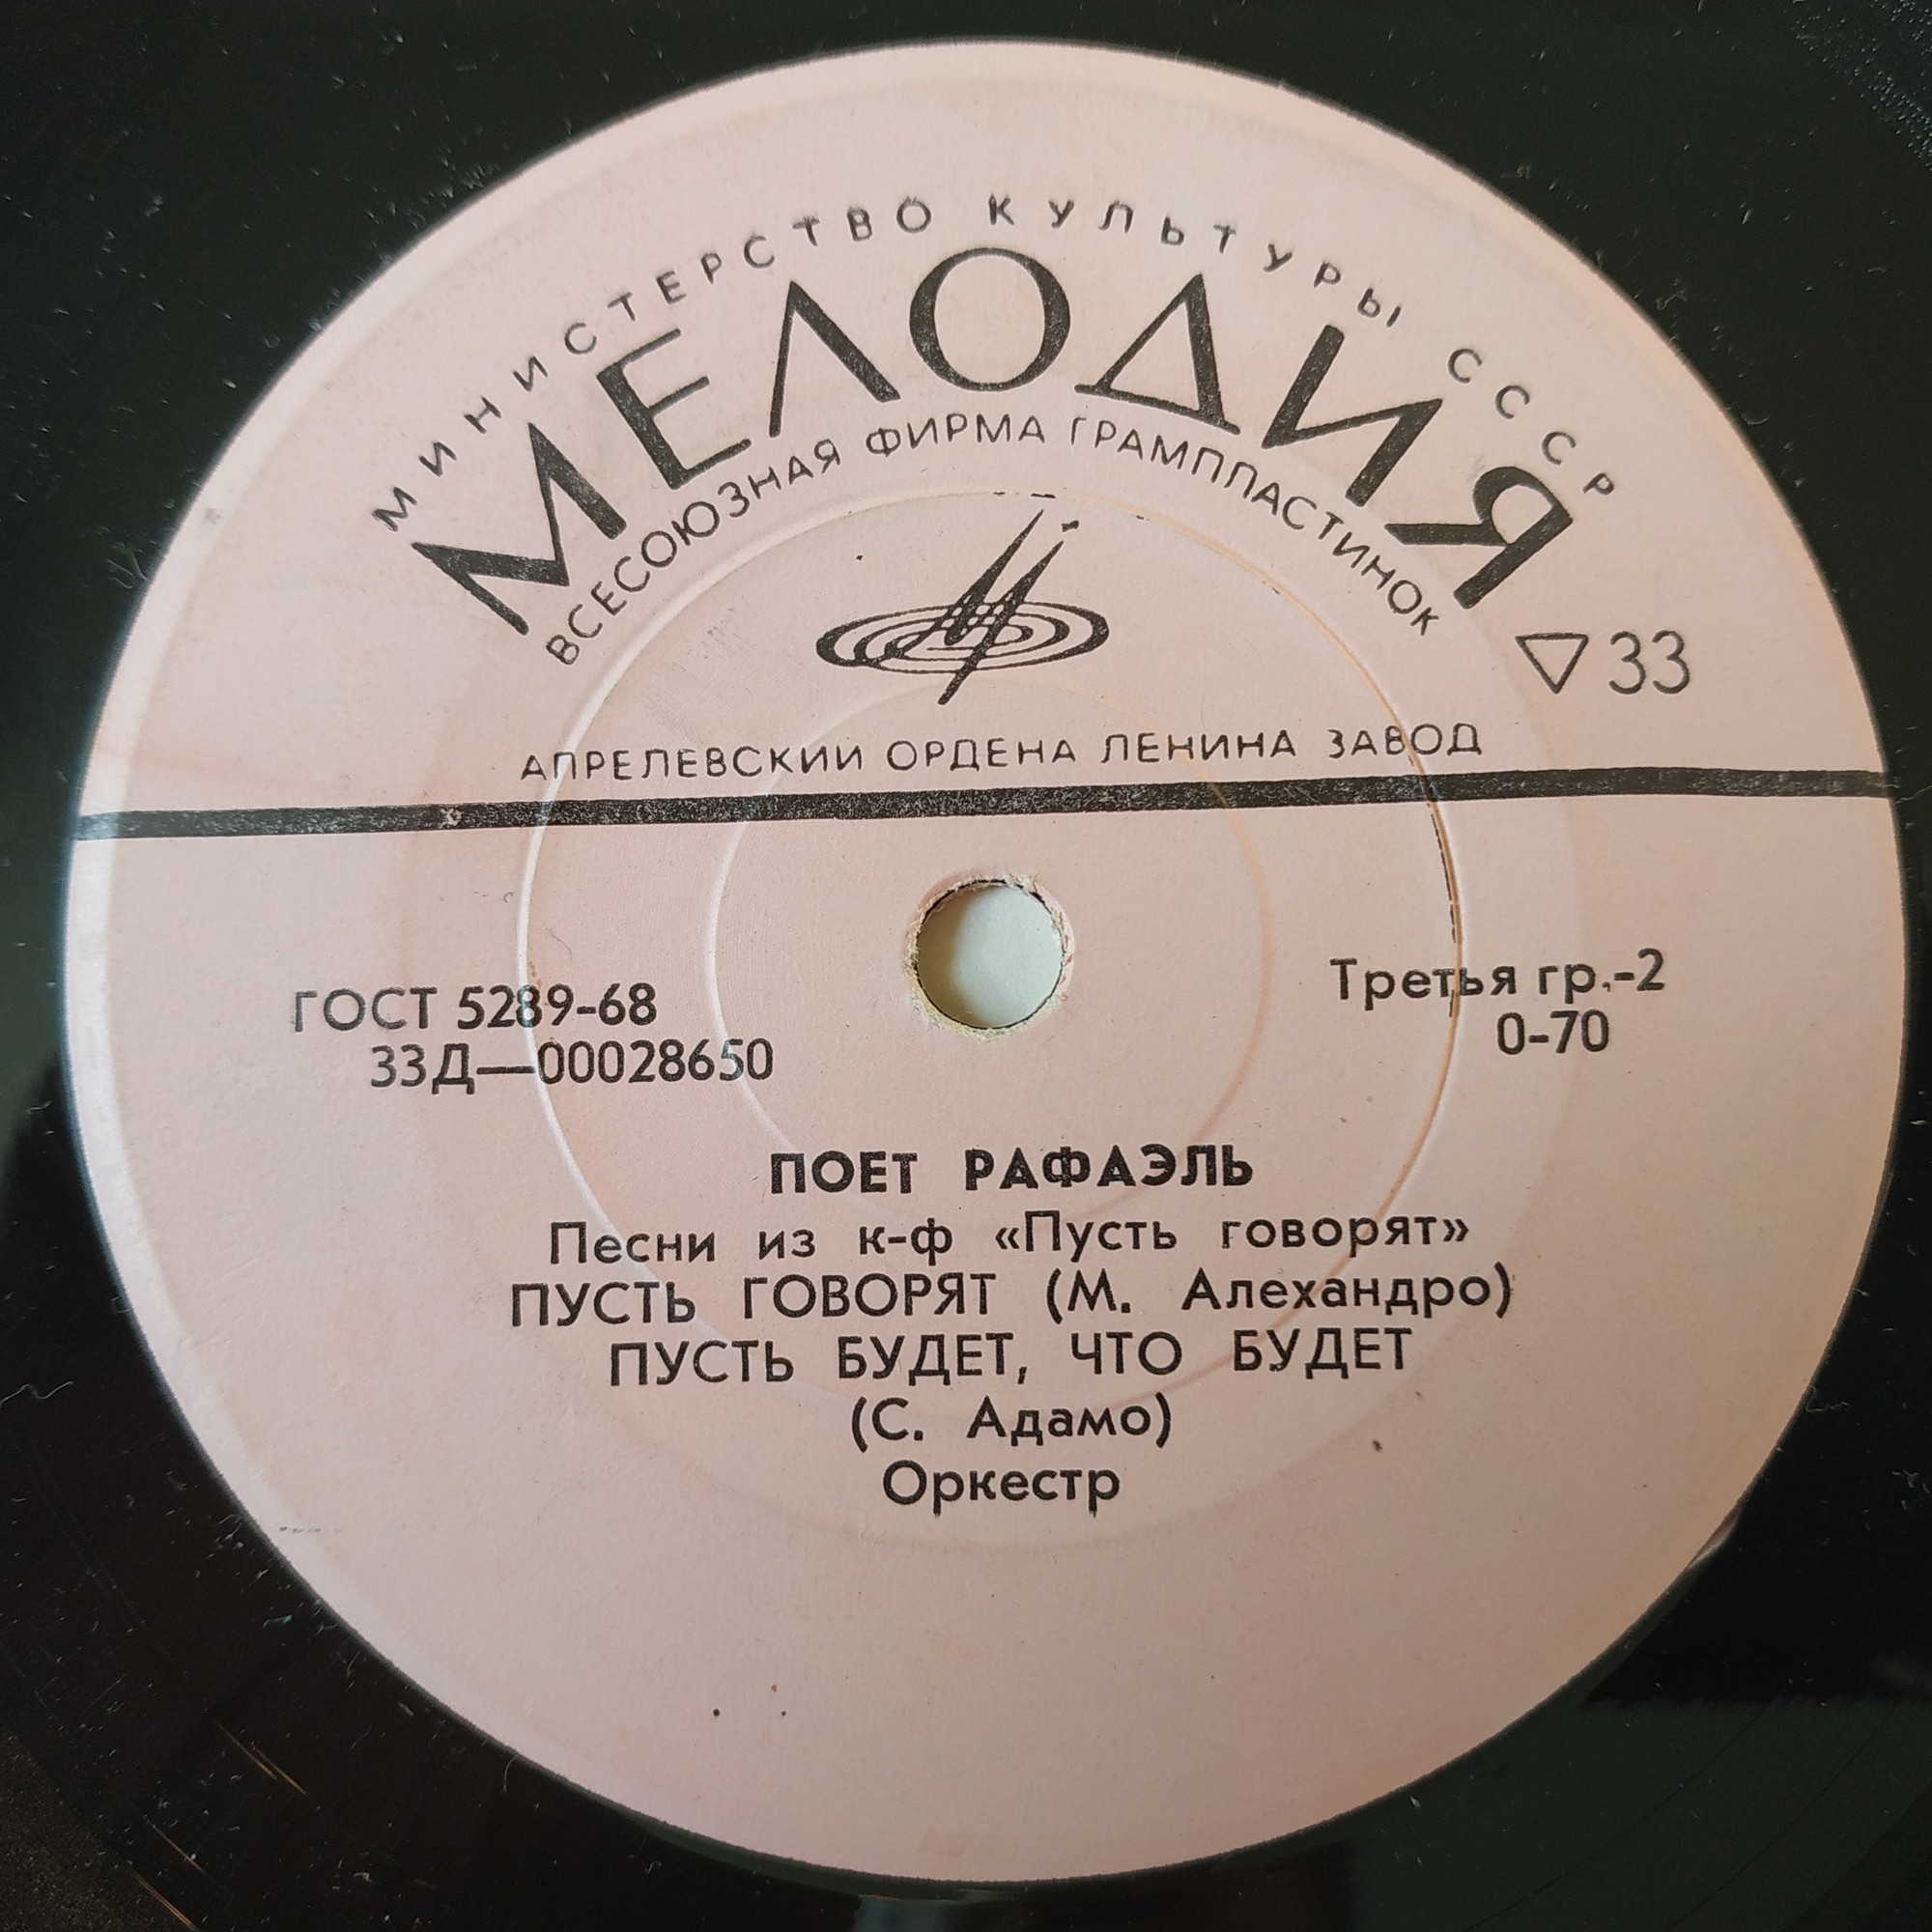 МИНИСТЕРСТВО КУЛЬТУРЫ СССР
МЕЛОДИЯ
ВСЕСОЮЗНАЯ ФИРМА ГРАМПЛАСТИНОК
▽33
АПРЕЛЕВСКИЙ ОРДЕНА ЛЕНИНА ЗАВОД
ГОСТ 5289-68
33Д—00028650
Третья гр.-2
0-70
ПОЕТ РАФАЭЛЬ
Песни из к-ф «Пусть говорят»
ПУСТЬ ГОВОРЯТ (М. Алехандро)
ПУСТЬ БУДЕТ, ЧТО БУДЕТ
(С. Адамо)
Оркестр